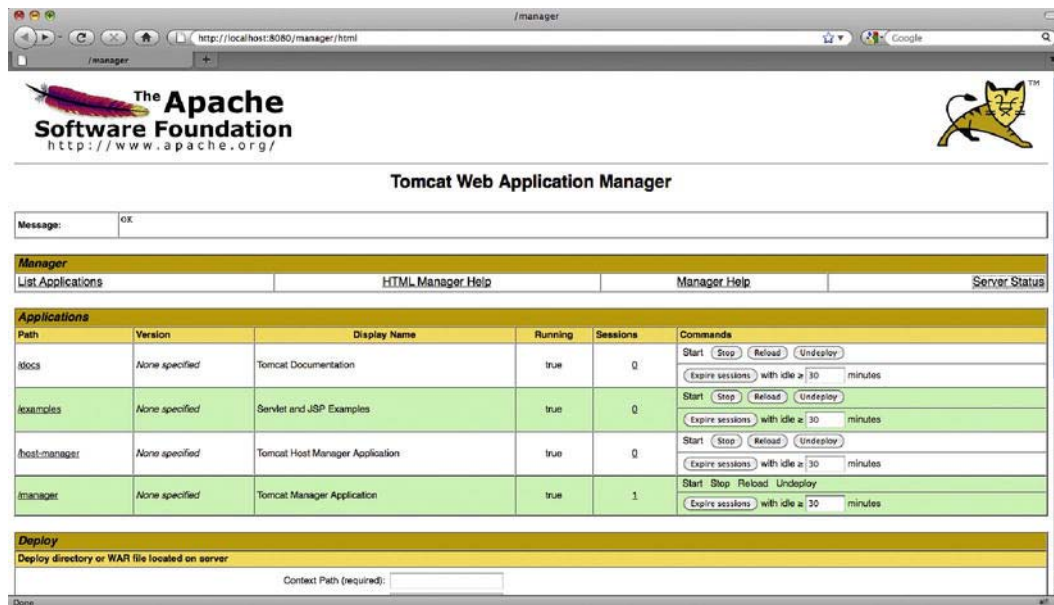 /manager
http://localhost:8080/manager/html
Google
/manager
The Apache
Software Foundation
http://www.apache.org/
TM
Tomcat Web Application Manager
Message: OK
Manager
List Applications HTML Manager Help Manager Help Server Status
Applications
Path Version Display Name Running Sessions Commands
/docs None specified Tomcat Documentation true 0 Start Stop Reload Undeploy
Expire sessions with idle ≥ 30 minutes
/examples None specified Servlet and JSP Examples true 0 Start Stop Reload Undeploy
Expire sessions with idle ≥ 30 minutes
/host-manager None specified Tomcat Host Manager Application true 0 Start Stop Reload Undeploy
Expire sessions with idle ≥ 30 minutes
/manager None specified Tomcat Manager Application true 1 Start Stop Reload Undeploy
Expire sessions with idle ≥ 30 minutes
Deploy
Deploy directory or WAR file located on server
Context Path (required):
Done